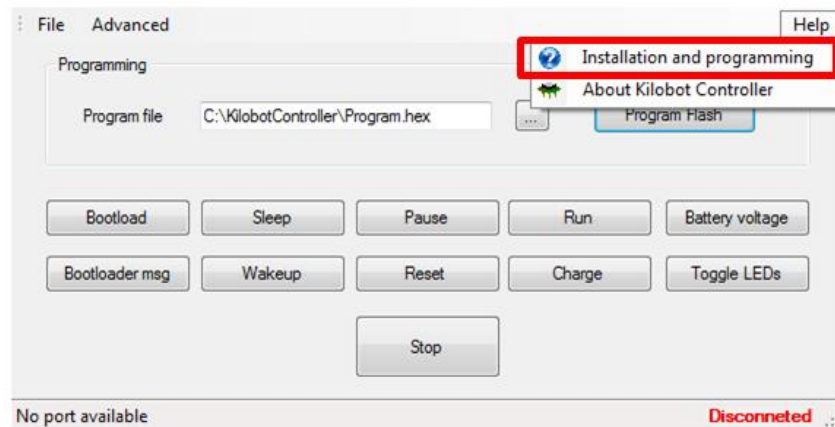 File Advanced Help
Installation and programming
Programming
About Kilobot Controller
Program file C:\KilobotController\Program.hex ... Program Flash
Bootload Sleep Pause Run Battery voltage
Bootloader msg Wakeup Reset Charge Toggle LEDs
Stop
No port available Disconneted